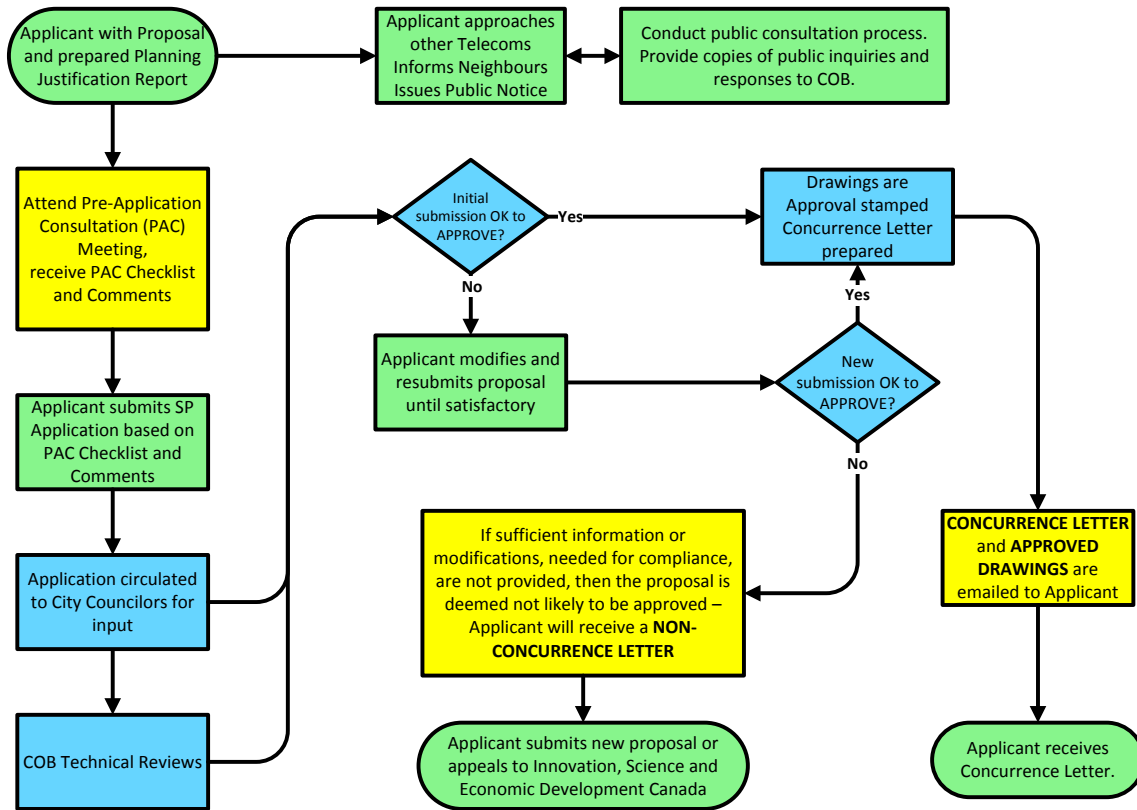 Applicant with Proposal
and prepared Planning
Justification Report
Applicant approaches
other Telecoms
Informs Neighbours
Issues Public Notice
Conduct public consultation process.
Provide copies of public inquiries and
responses to COB.
Attend Pre-Application
Consultation (PAC)
Meeting,
receive PAC Checklist
and Comments
Initial
submission OK to
APPROVE?
Yes
Drawings are
Approval stamped
Concurrence Letter
prepared
No
Yes
Applicant modifies and
resubmits proposal
until satisfactory
New
submission OK to
APPROVE?
Applicant submits SP
Application based on
PAC Checklist and
Comments
No
If sufficient information or
modifications, needed for compliance,
are not provided, then the proposal is
deemed not likely to be approved –
Applicant will receive a NON-
CONCURRENCE LETTER
CONCURRENCE LETTER
and APPROVED
DRAWINGS are
emailed to Applicant
Application circulated
to City Councilors for
input
COB Technical Reviews
Applicant submits new proposal or
appeals to Innovation, Science and
Economic Development Canada
Applicant receives
Concurrence Letter.